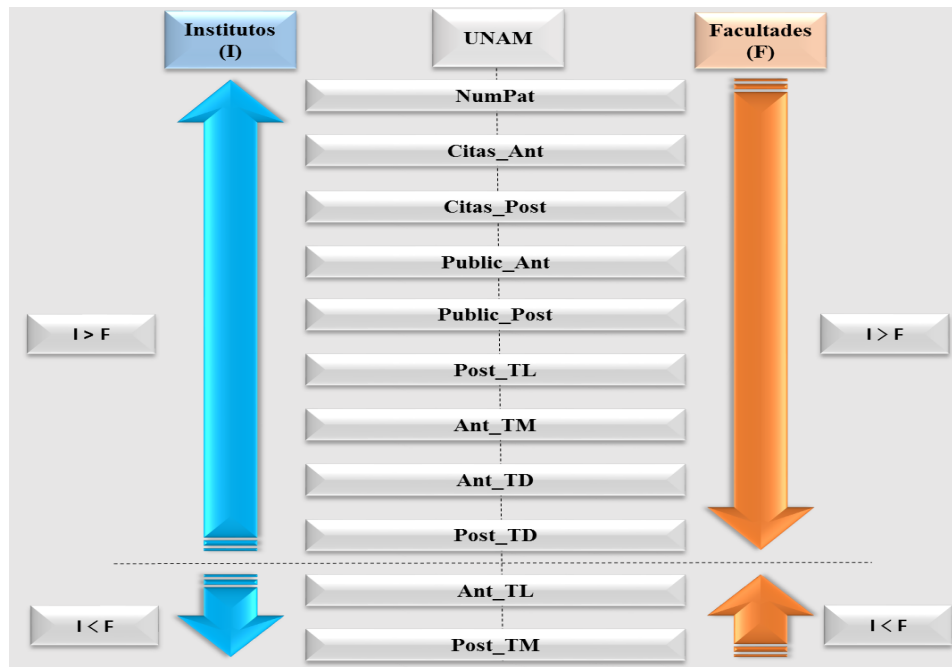 Institutos
(I)
UNAM
Facultades
(F)
NumPat
Citas_Ant
Citas_Post
Public_Ant
Public_Post
I > F
I > F
Post_TL
Ant_TM
Ant_TD
Post_TD
Ant_TL
I < F
I < F
Post_TM